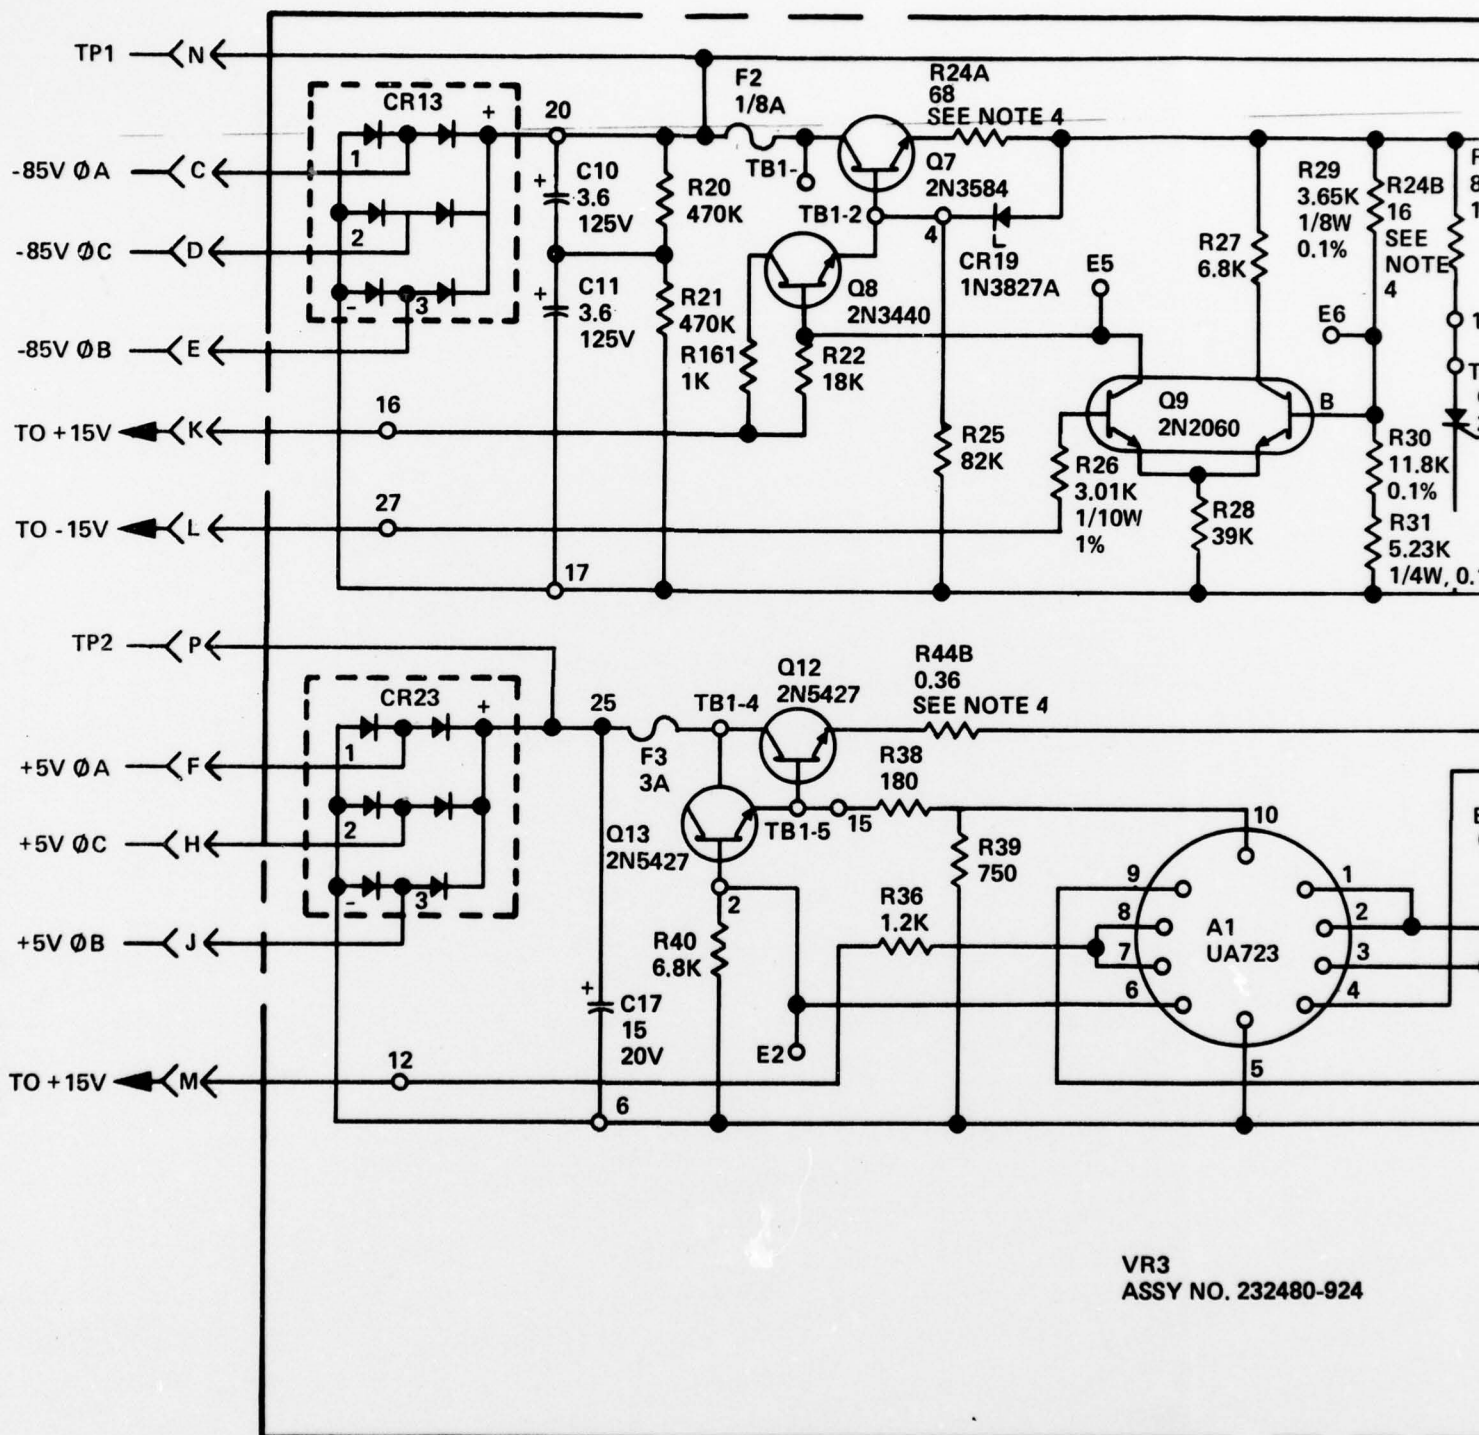 TP1
N
CR13
+
20
F2
1/8A
R24A
68
SEE NOTE 4
-85V ØA
C
1
TB1-
Q7
2N3584
+
C10
3.6
125V
R20
470K
TB1-2
4
R29
3.65K
1/8W
0.1%
R24B
16
SEE
NOTE
4
-85V ØC
D
2
CR19
1N3827A
R27
6.8K
E5
+
C11
3.6
125V
R21
470K
Q8
2N3440
-
3
E6
-85V ØB
E
R161
1K
R22
18K
TO +15V
K
16
Q9
2N2060
B
R25
82K
R26
3.01K
1/10W
1%
R30
11.8K
0.1%
TO -15V
L
27
R28
39K
R31
5.23K
1/4W, 0.
17
TP2
P
CR23
+
25
TB1-4
Q12
2N5427
R44B
0.36
SEE NOTE 4
+5V ØA
F
1
F3
3A
R38
180
+5V ØC
H
2
Q13
2N5427
TB1-5
15
10
R39
750
-
3
2
R36
1.2K
9
8
7
6
A1
UA723
1
2
3
4
5
+5V ØB
J
R40
6.8K
+
C17
15
20V
E2
TO +15V
M
12
6
VR3
ASSY NO. 232480-924